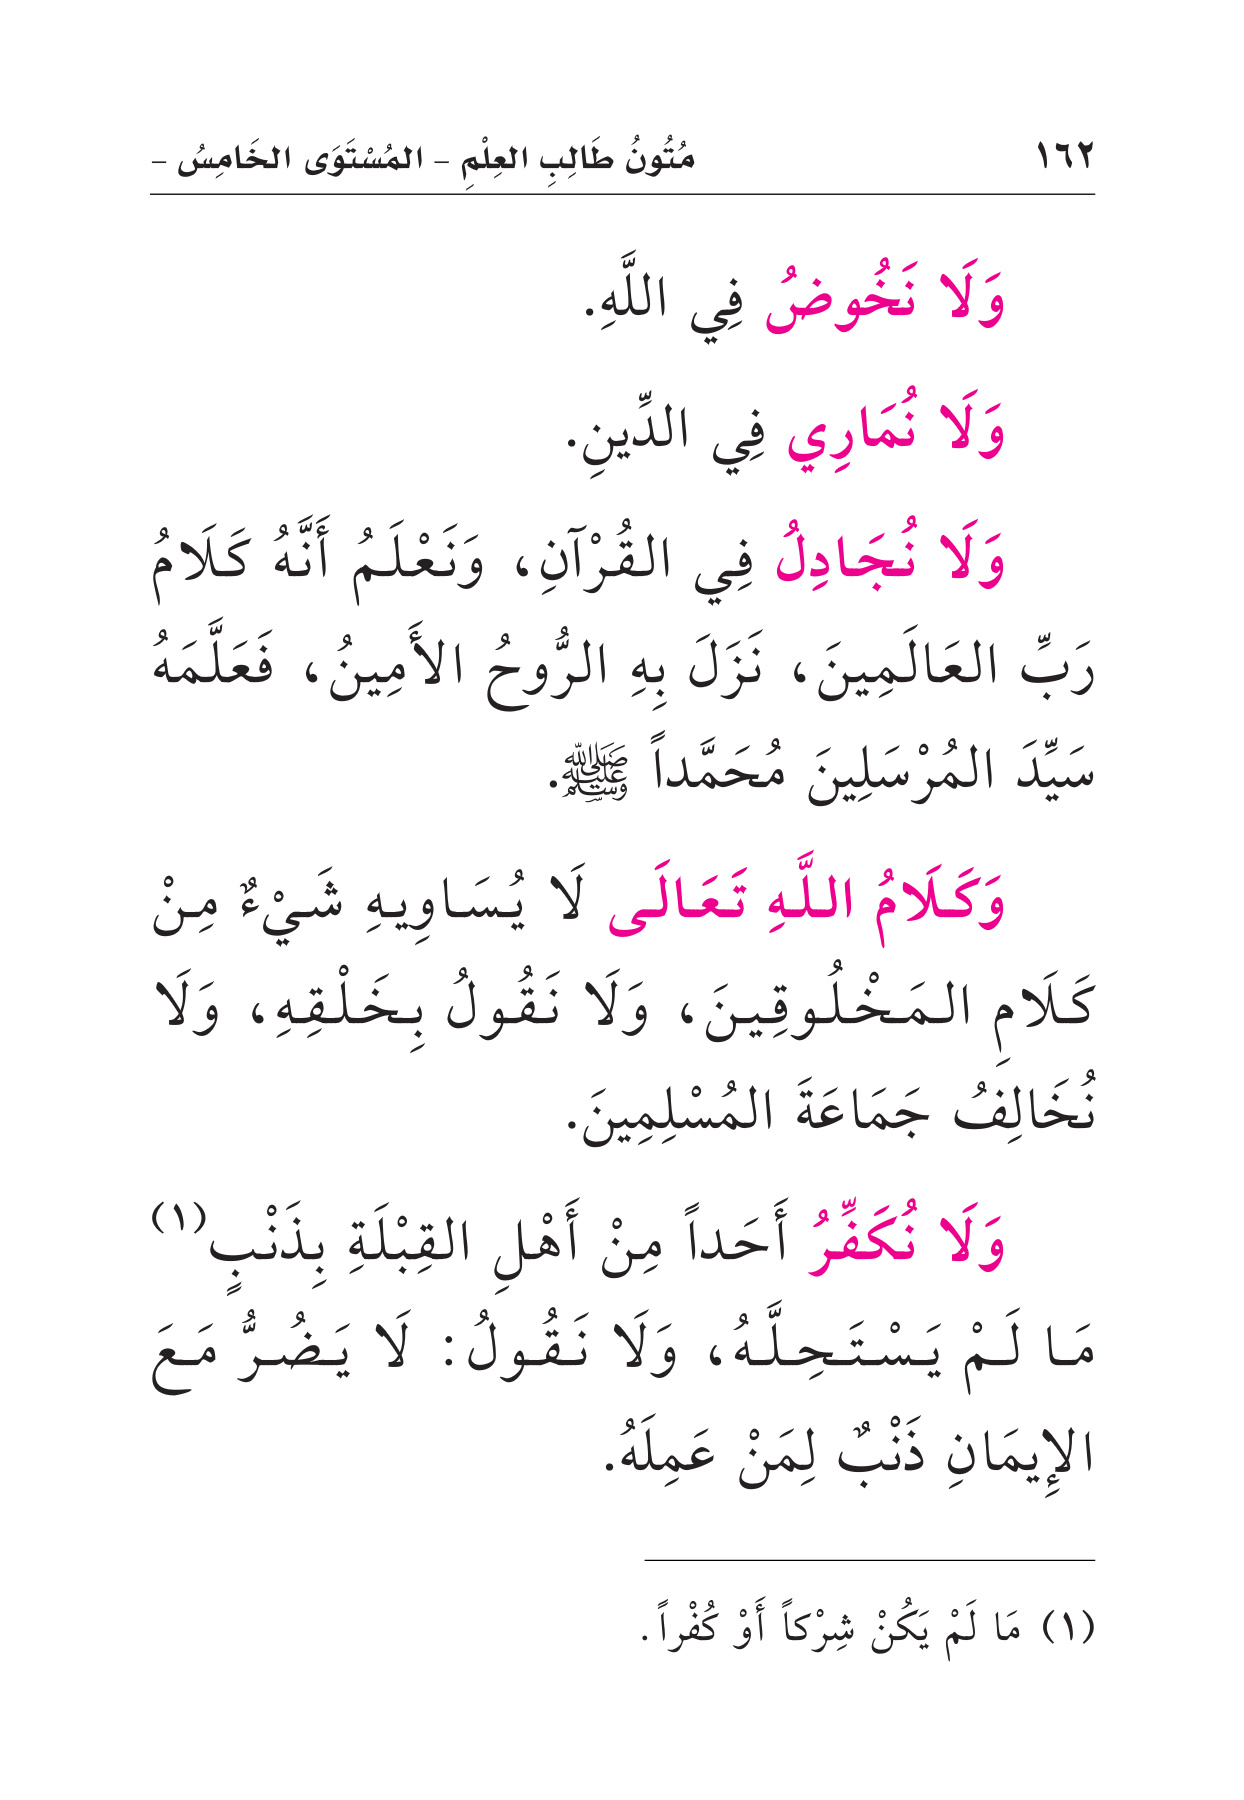 ١٦٢ مُتُونُ طَالِبِ العِلْمِ - المُسْتَوَى الخَامِسُ -
وَلَا نَخُوضُ فِي اللَّهِ.
وَلَا نُمَارِي فِي الدِّينِ.
وَلَا نُجَادِلُ فِي القُرْآنِ، وَنَعْلَمُ أَنَّهُ كَلَامُ
رَبِّ العَالَمِينَ، نَزَلَ بِهِ الرُّوحُ الأَمِينُ، فَعَلَّمَهُ
سَيِّدَ المُرْسَلِينَ مُحَمَّداً ﷺ.
وَكَلَامُ اللَّهِ تَعَالَى لَا يُسَاوِيهِ شَيْءٌ مِنْ
كَلَامِ المَخْلُوقِينَ، وَلَا نَقُولُ بِخَلْقِهِ، وَلَا
نُخَالِفُ جَمَاعَةَ المُسْلِمِينَ.
وَلَا نُكَفِّرُ أَحَداً مِنْ أَهْلِ القِبْلَةِ بِذَنْبٍ(١)
مَا لَمْ يَسْتَحِلَّهُ، وَلَا نَقُولُ: لَا يَضُرُّ مَعَ
الإِيمَانِ ذَنْبٌ لِمَنْ عَمِلَهُ.
(١) مَا لَمْ يَكُنْ شِرْكاً أَوْ كُفْراً.